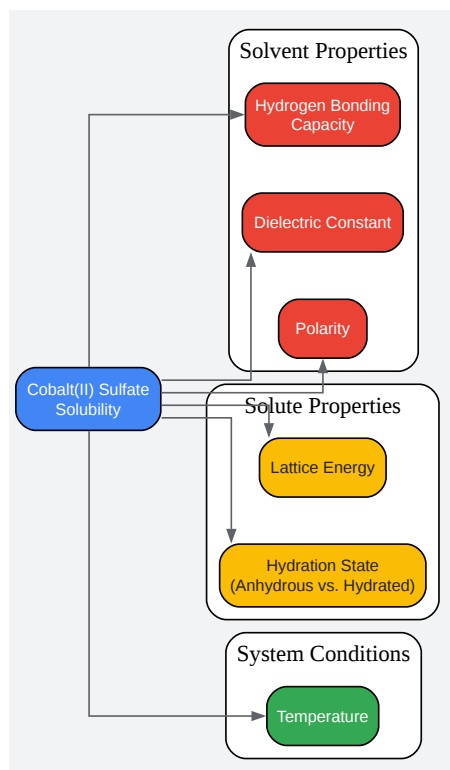 Solvent Properties
Hydrogen Bonding
Capacity
Dielectric Constant
Polarity
Cobalt(II) Sulfate
Solubility
Solute Properties
Lattice Energy
Hydration State
(Anhydrous vs. Hydrated)
System Conditions
Temperature